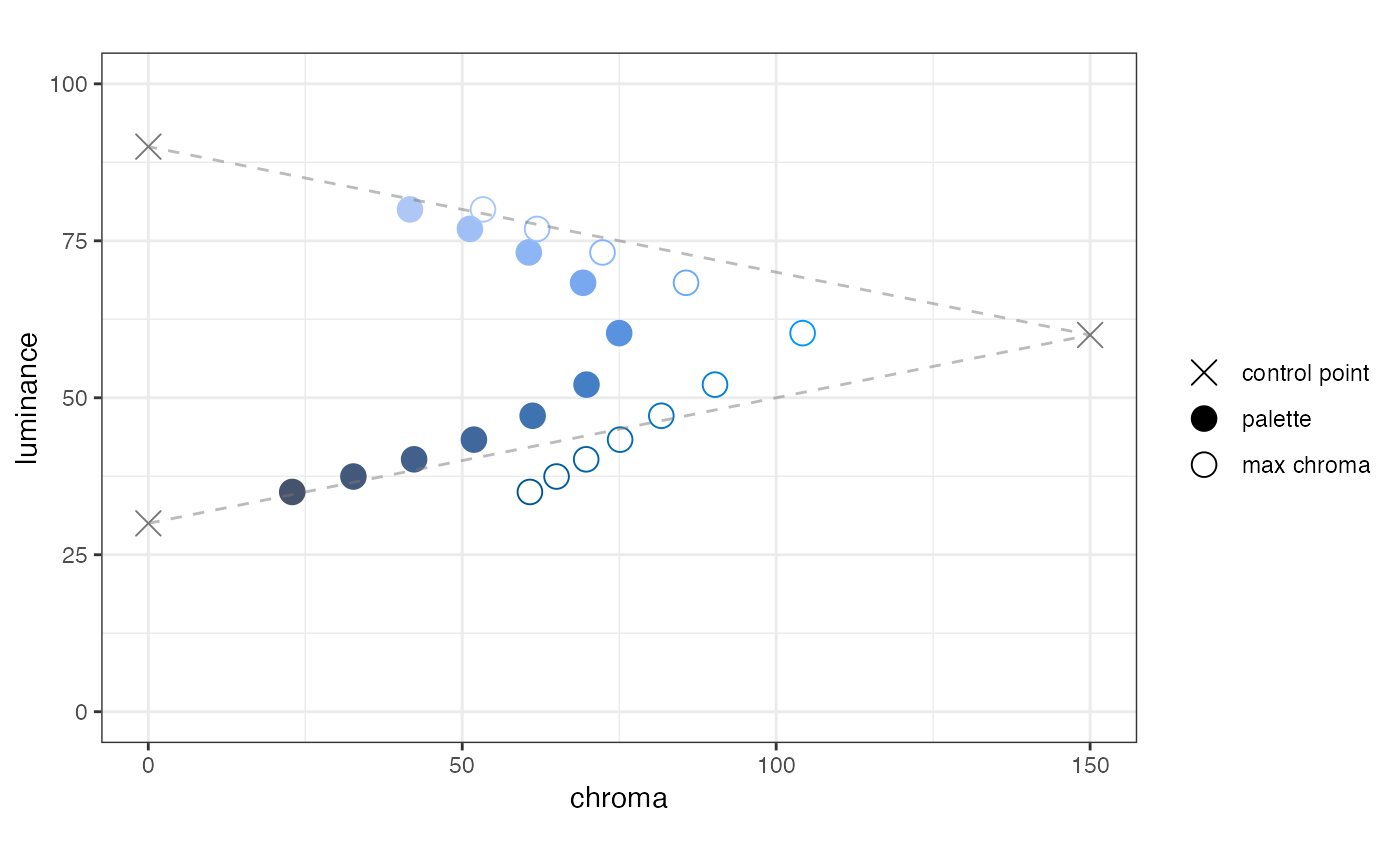 luminance
100
75
50
25
0
0 50 100 150
chroma
control point
palette
max chroma